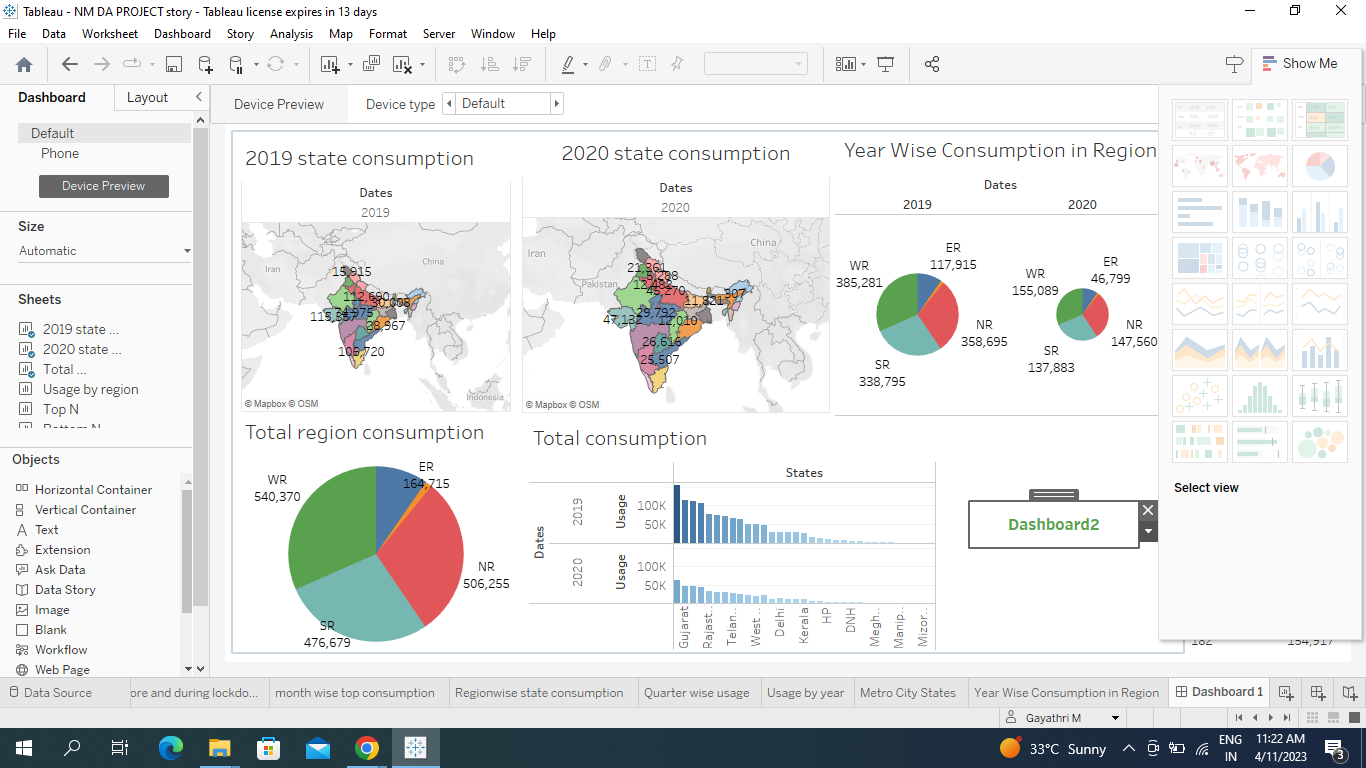 Tableau - NM DA PROJECT story - Tableau license expires in 13 days
File Data Worksheet Dashboard Story Analysis Map Format Server Window Help
Show Me
Dashboard Layout
Device Preview Device type Default
Default
Phone
Device Preview
Size
Automatic
Sheets
2019 state ...
2020 state ...
Total ...
Usage by region
Top N
Bottom N
Objects
Horizontal Container
Vertical Container
Text
Extension
Ask Data
Data Story
Image
Blank
Workflow
Web Page
2019 state consumption
Dates
2019
Iran
China
15,915
112,690
28,967
106,720
Indonesia
© Mapbox © OSM
2020 state consumption
Dates
2020
Iran
China
Pakistan
21,361
45,270
11,821
307
47,132
29,792
12,010
26,616
25,507
© Mapbox © OSM
Year Wise Consumption in Region
Dates
2019 2020
ER
117,915
WR
385,281
NR
358,695
SR
338,795
ER
46,799
WR
155,089
NR
147,560
SR
137,883
Total region consumption
ER
164,715
WR
540,370
NR
506,255
SR
476,679
Total consumption
States
Dates
2019
Usage
100K
50K
2020
Usage
100K
50K
Gujarat
Rajast..
Telan..
West ..
Delhi
Kerala
HP
DNH
Megh..
Manip..
Mizor..
Dashboard2
Select view
182 154,917
Data Source ore and during lockdo... month wise top consumption Regionwise state consumption Quarter wise usage Usage by year Metro City States Year Wise Consumption in Region Dashboard 1
Gayathri M
33°C Sunny
ENG
IN
11:22 AM
4/11/2023
3